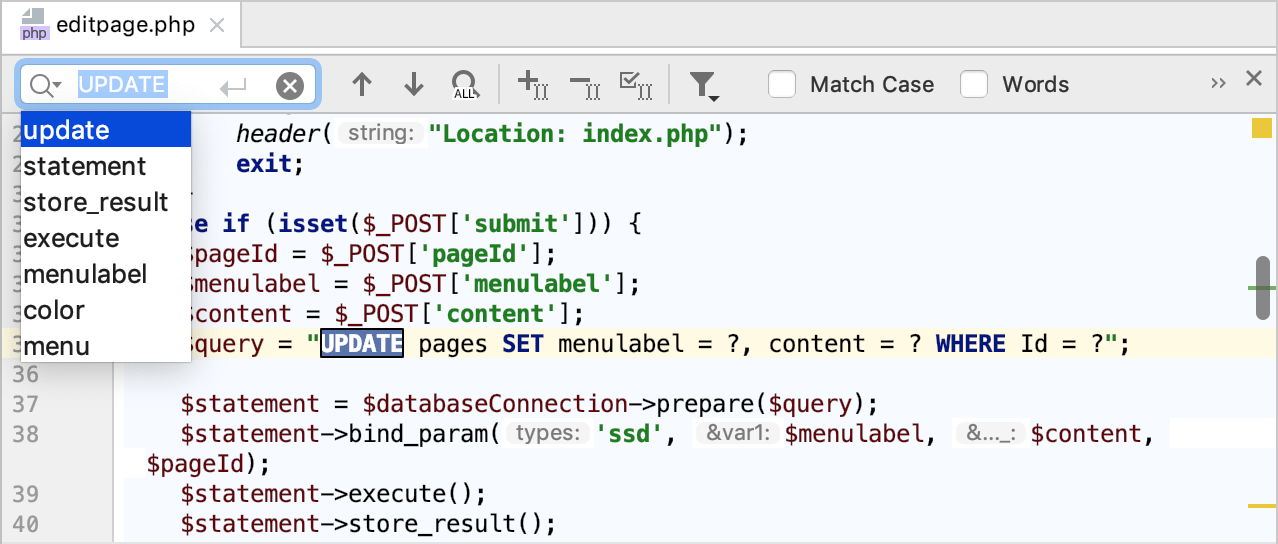 php editpage.php
UPDATE ALL II II II Match Case Words
update
statement
store_result
execute
menulabel
color
menu
header( string: "Location: index.php");
exit;
se if (isset($_POST['submit'])) {
$pageId = $_POST['pageId'];
$menulabel = $_POST['menulabel'];
$content = $_POST['content'];
$query = "UPDATE pages SET menulabel = ?, content = ? WHERE Id = ?";
36
37 $statement = $databaseConnection->prepare($query);
38 $statement->bind_param( types: 'ssd', &var1: $menulabel, &..._: $content,
$pageId);
39 $statement->execute();
40 $statement->store_result();